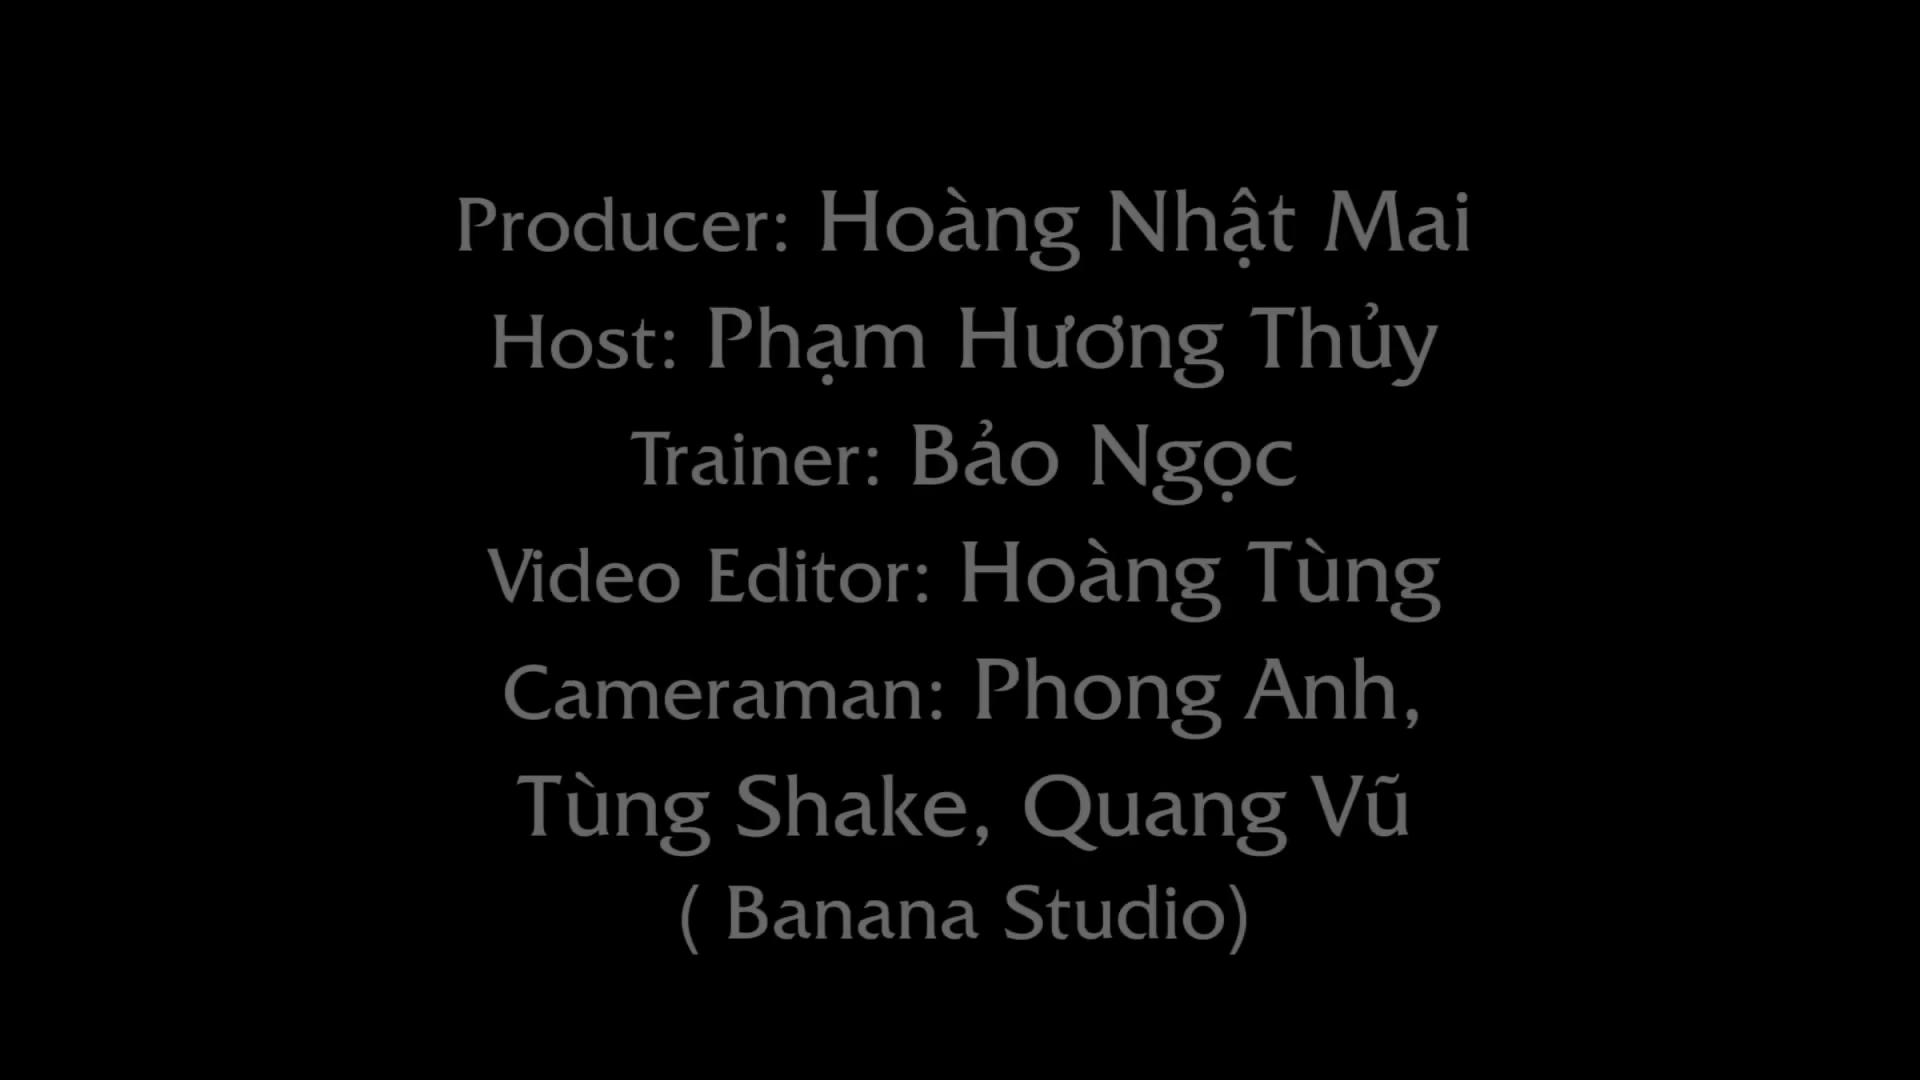 Producer: Hoàng Nhật Mai
Host: Phạm Hương Thủy
Trainer: Bảo Ngọc
Video Editor: Hoàng Tùng
Cameraman: Phong Anh,
Tùng Shake, Quang Vũ
( Banana Studio)